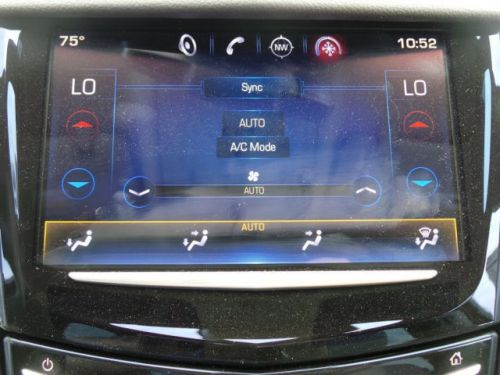 75°
NW
10:52
LO
Sync
LO
AUTO
A/C Mode
AUTO
AUTO